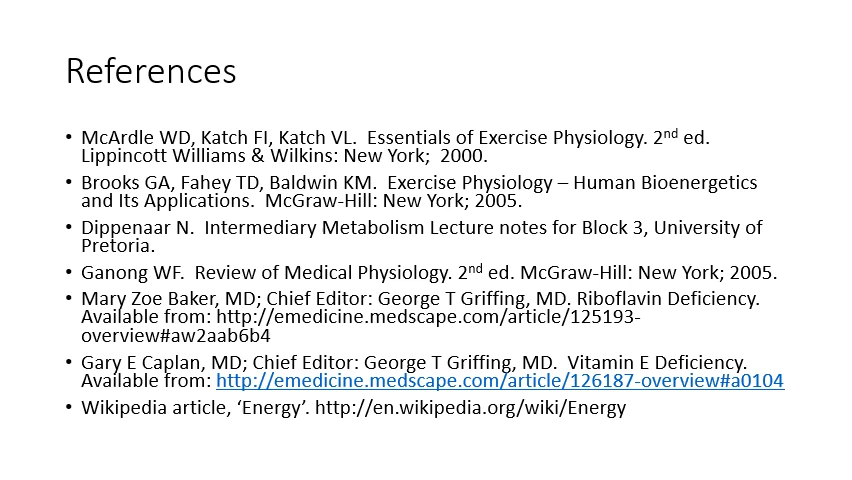 References
• McArdle WD, Katch FI, Katch VL.  Essentials of Exercise Physiology. 2nd ed.
Lippincott Williams & Wilkins: New York;  2000.
• Brooks GA, Fahey TD, Baldwin KM.  Exercise Physiology – Human Bioenergetics
and Its Applications.  McGraw-Hill: New York; 2005.
• Dippenaar N.  Intermediary Metabolism Lecture notes for Block 3, University of
Pretoria.
• Ganong WF.  Review of Medical Physiology. 2nd ed. McGraw-Hill: New York; 2005.
• Mary Zoe Baker, MD; Chief Editor: George T Griffing, MD. Riboflavin Deficiency.
Available from: http://emedicine.medscape.com/article/125193-
overview#aw2aab6b4
• Gary E Caplan, MD; Chief Editor: George T Griffing, MD.  Vitamin E Deficiency.
Available from: http://emedicine.medscape.com/article/126187-overview#a0104
• Wikipedia article, ‘Energy’. http://en.wikipedia.org/wiki/Energy